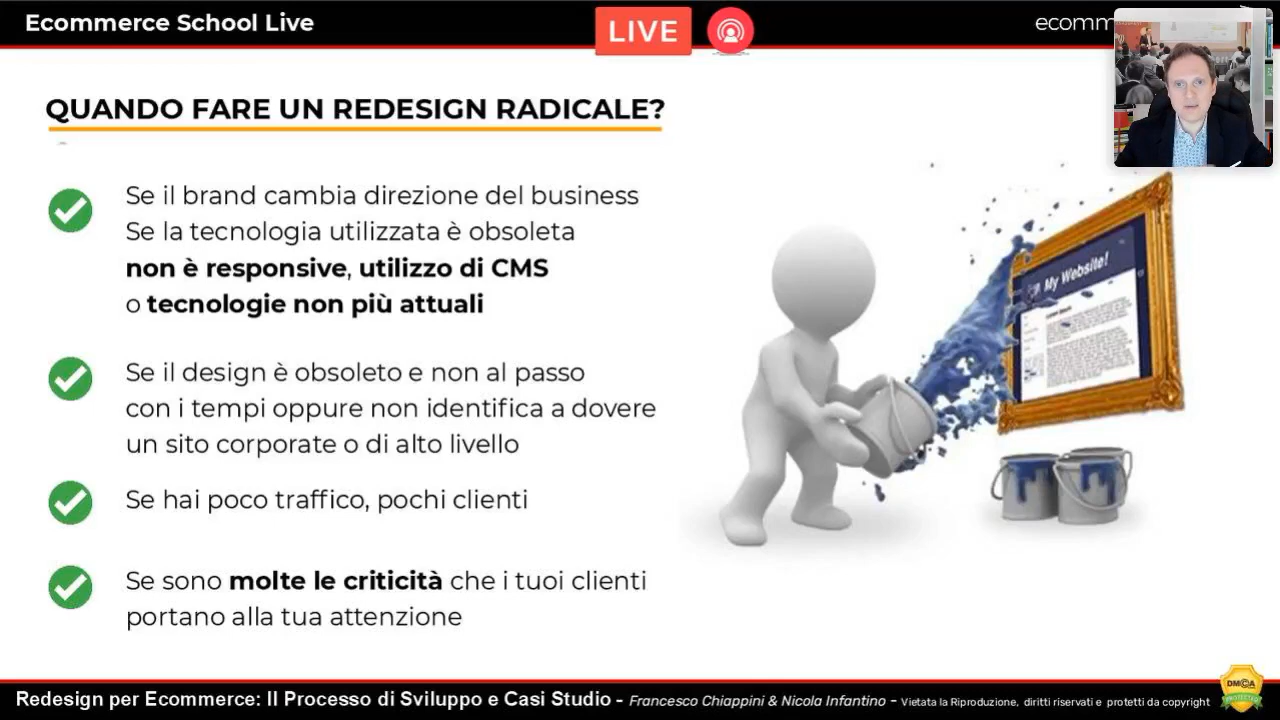 Ecommerce School Live
LIVE
ecomm
QUANDO FARE UN REDESIGN RADICALE?
Se il brand cambia direzione del business
Se la tecnologia utilizzata è obsoleta
non è responsive, utilizzo di CMS
o tecnologie non più attuali
Se il design è obsoleto e non al passo
con i tempi oppure non identifica a dovere
un sito corporate o di alto livello
Se hai poco traffico, pochi clienti
Se sono molte le criticità che i tuoi clienti
portano alla tua attenzione
My Website!
Redesign per Ecommerce: Il Processo di Sviluppo e Casi Studio - Francesco Chiappini & Nicola Infantino - Vietata la Riproduzione, diritti riservati e protetti da copyright
DMCA
PROTECTED